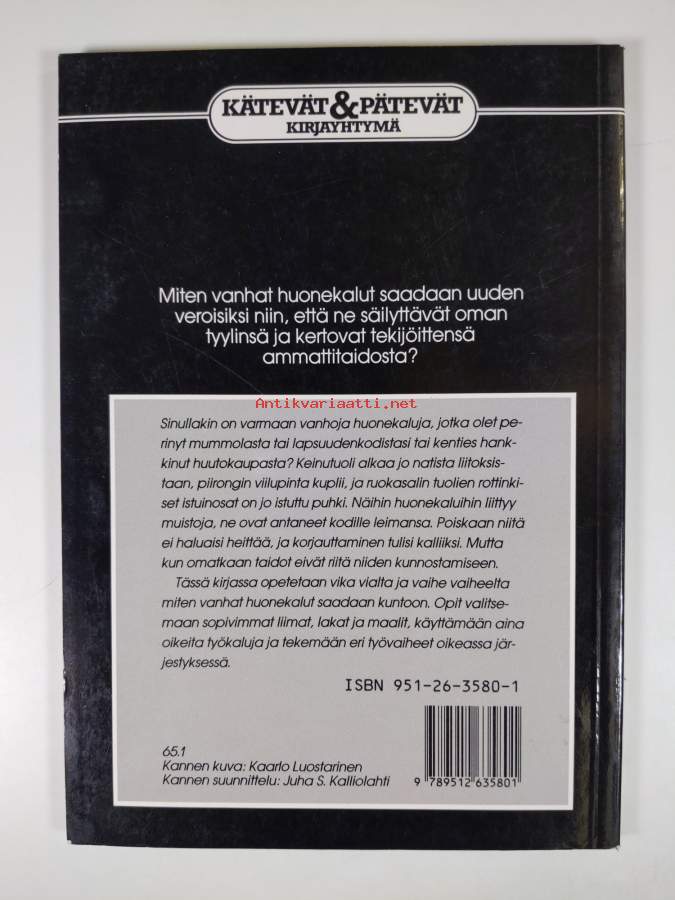 KÄTEVÄT & PÄTEVÄT
KIRJAYHTYMÄ
Miten vanhat huonekalut saadaan uuden
veroisiksi niin, että ne säilyttävät oman
tyylinsä ja kertovat tekijöittensä
ammattitaidosta?
Antikvariaatti.net
Sinullakin on varmaan vanhoja huonekaluja, jotka olet pe-
rinyt mummolasta tai lapsuudenkodistasi tai kenties hank-
kinut huutokaupasta? Keinutuoli alkaa jo natista liitoksis-
taan, piirongin viilupinta kuplii, ja ruokasalin tuolien rottinki-
set istuinosat on jo istuttu puhki. Näihin huonekaluihin liittyy
muistoja, ne ovat antaneet kodille leimansa. Poiskaan niitä
ei haluaisi heittää, ja korjauttaminen tulisi kalliiksi. Mutta
kun omatkaan taidot eivät riitä niiden kunnostamiseen.
Tässä kirjassa opetetaan vika vialta ja vaihe vaiheelta
miten vanhat huonekalut saadaan kuntoon. Opit valitse-
maan sopivimmat liimat, lakat ja maalit, käyttämään aina
oikeita työkaluja ja tekemään eri työvaiheet oikeassa jär-
jestyksessä.
ISBN 951-26-3580-1
65.1
Kannen kuva: Kaarlo Luostarinen
Kannen suunnittelu: Juha S. Kalliolahti
9 789512 635801